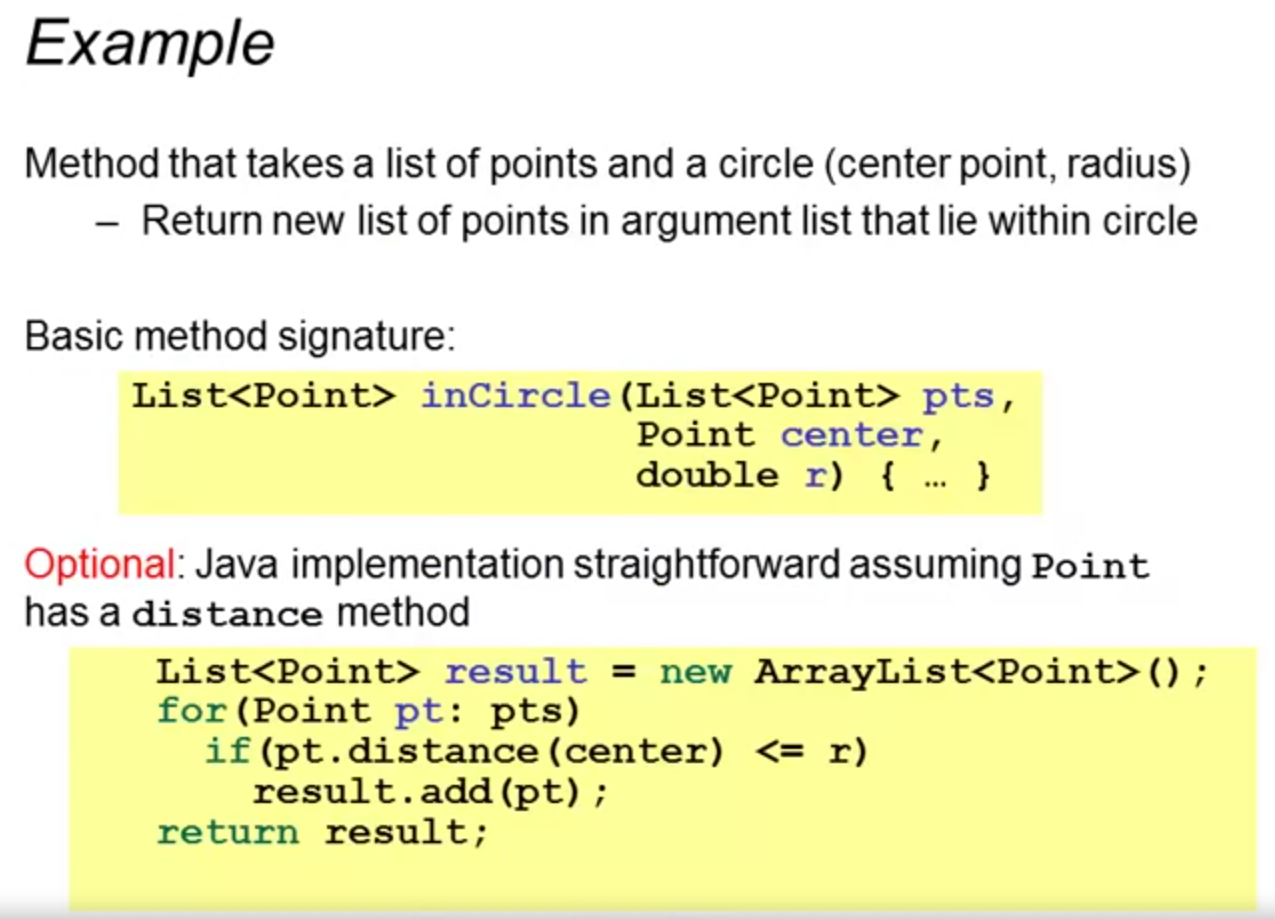 Example
Method that takes a list of points and a circle (center point, radius)
– Return new list of points in argument list that lie within circle
Basic method signature:
List<Point> inCircle(List<Point> pts,
Point center,
double r) { … }
Optional: Java implementation straightforward assuming Point
has a distance method
List<Point> result = new ArrayList<Point>();
for(Point pt: pts)
if(pt.distance(center) <= r)
result.add(pt);
return result;